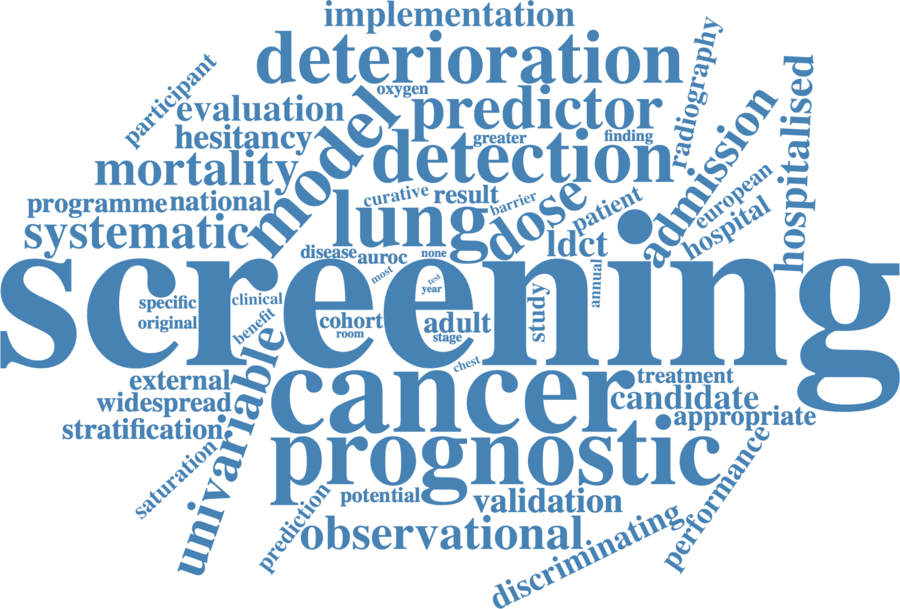 implementation
deterioration
radiography
participant
oxygen
evaluation
predictor
hospitalised
hesitancy
model
greater
finding
detection
admission
mortality
curative
result
barrier
dose
patient
european
programme
national
lung
hospital
systematic
ldct
disease
auroc
none
most
test
year
annual
screening
specific
clinical
original
benefit
cohort
room
adult
stage
study
chest
external
cancer
treatment
widespread
univariable
candidate
stratification
appropriate
prognostic
saturation
performance
potential
validation
prediction
observational
discriminating